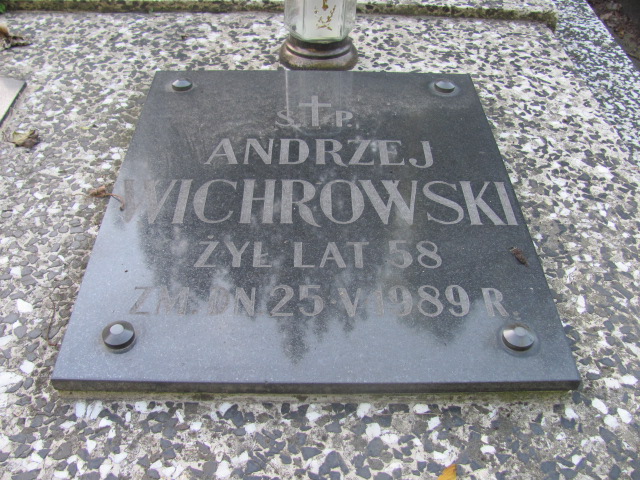 Ś † P.
ANDRZEJ
WICHROWSKI
ŻYŁ LAT 58
ZM. DN. 25 V 1989 R.